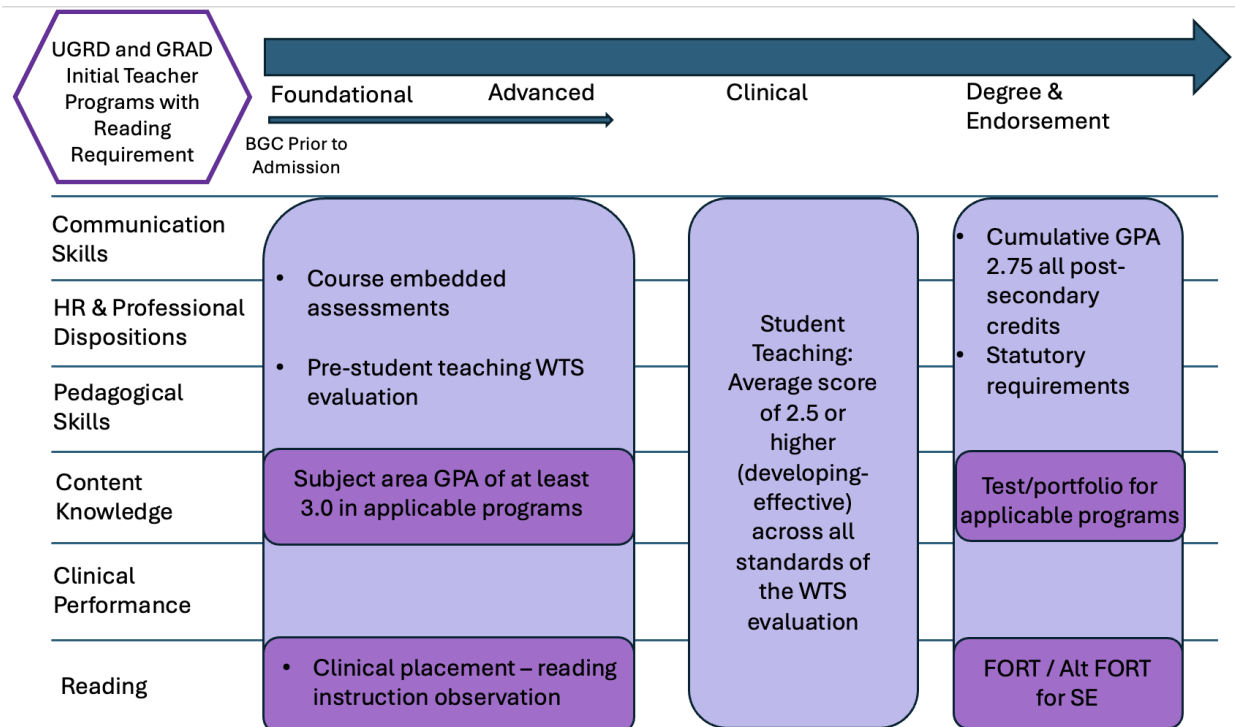 UGRD and GRAD
Initial Teacher
Programs with
Reading
Requirement
Foundational
Advanced
Clinical
Degree &
Endorsement
BGC Prior to
Admission
Communication
Skills
HR & Professional
Dispositions
Pedagogical
Skills
Content
Knowledge
Clinical
Performance
Reading
• Course embedded
assessments
• Pre-student teaching WTS
evaluation
Subject area GPA of at least
3.0 in applicable programs
• Clinical placement – reading
instruction observation
Student
Teaching:
Average score
of 2.5 or
higher
(developing-
effective)
across all
standards of
the WTS
evaluation
• Cumulative GPA
2.75 all post-
secondary
credits
• Statutory
requirements
Test/portfolio for
applicable programs
FORT / Alt FORT
for SE